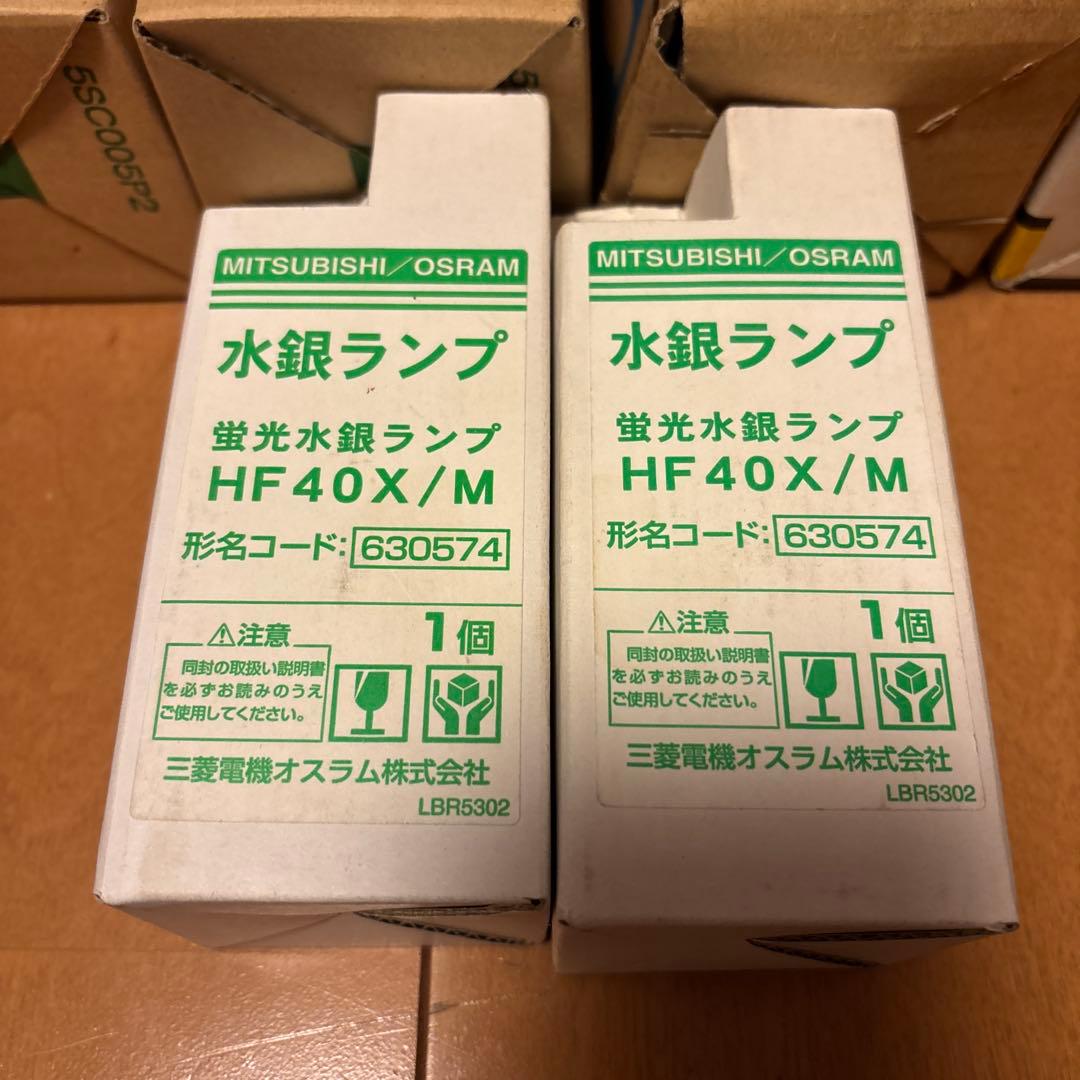 5SC005P2
MITSUBISHI/OSRAM
水銀ランプ
蛍光水銀ランプ
HF40X/M
形名コード:630574
1個
⚠注意
同封の取扱い説明書
を必ずお読みのうえ
ご使用してください。
三菱電機オスラム株式会社
LBR5302
MITSUBISHI/OSRAM
水銀ランプ
蛍光水銀ランプ
HF40X/M
形名コード:630574
1個
⚠注意
同封の取扱い説明書
を必ずお読みのうえ
ご使用してください。
三菱電機オスラム株式会社
LBR5302